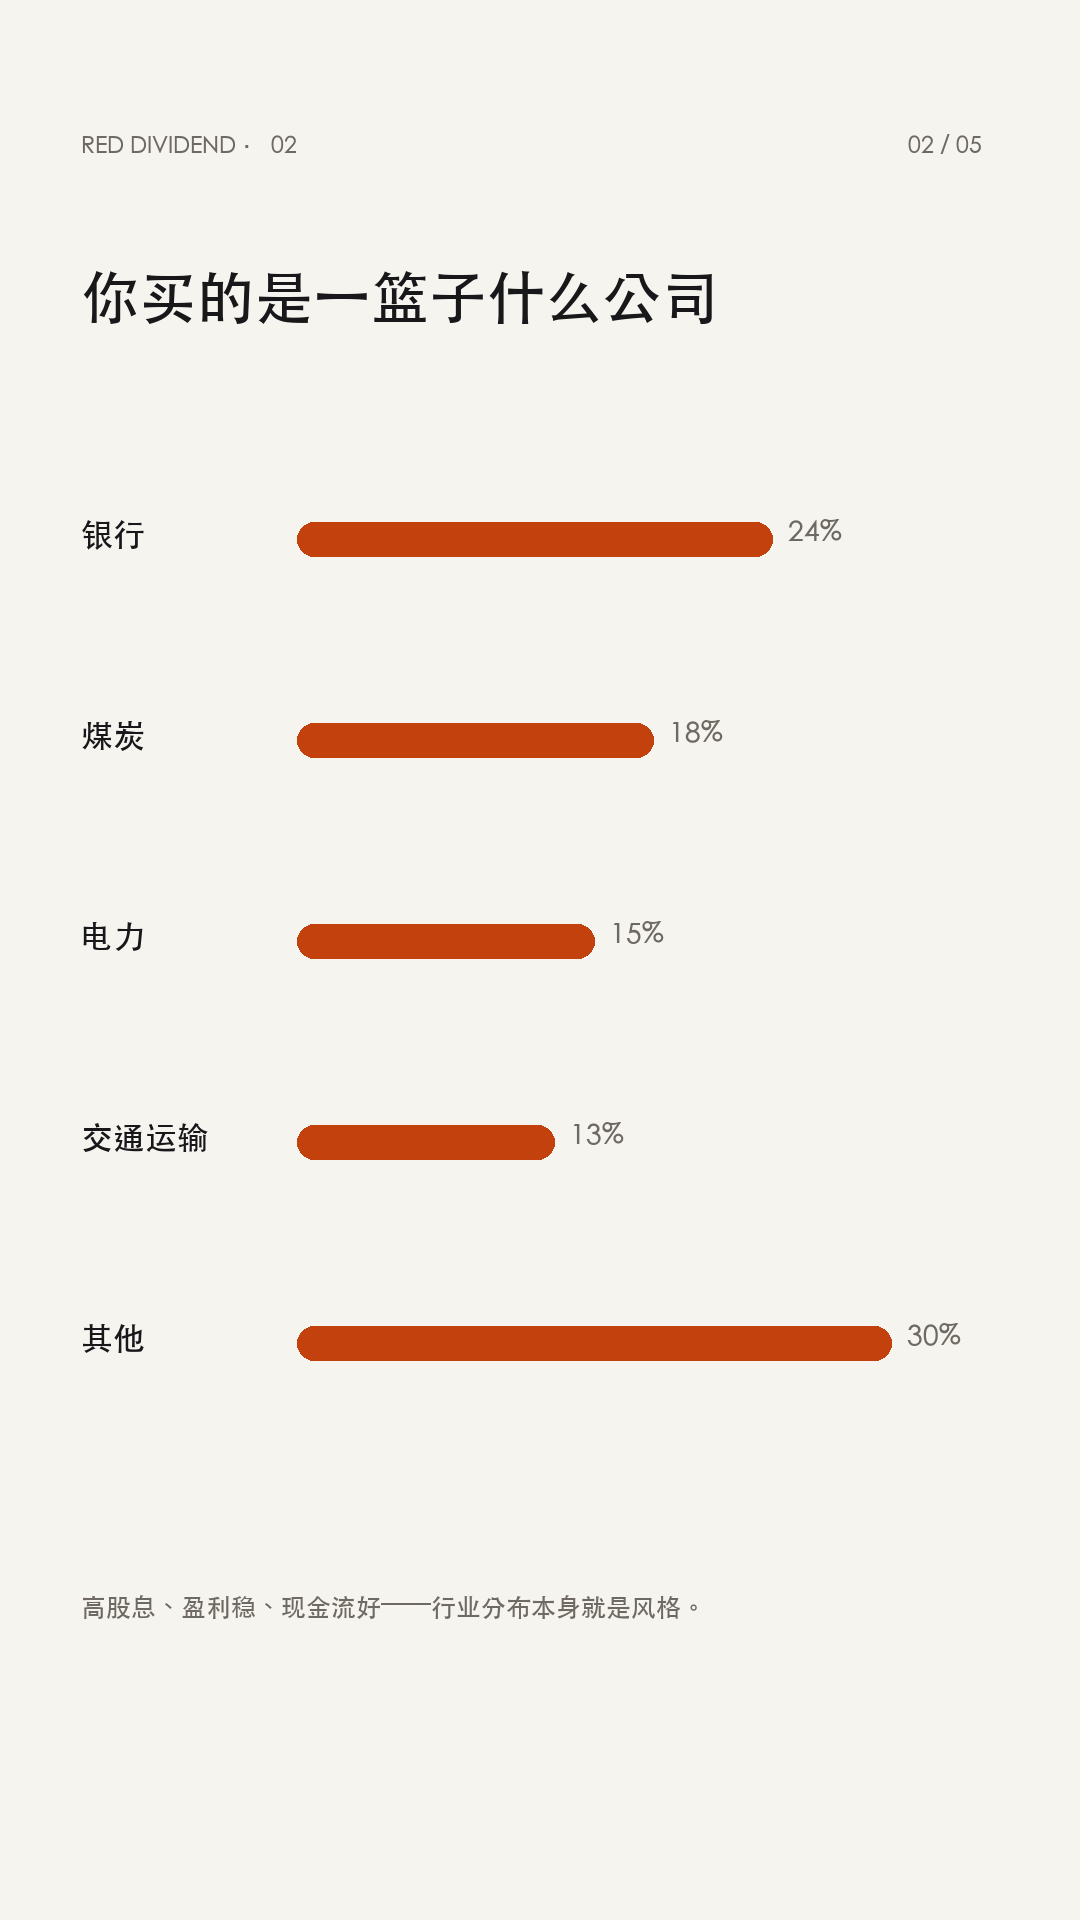 RED DIVIDEND · 02
02 / 05
你买的是一篮子什么公司
银行 24%
煤炭 18%
电力 15%
交通运输 13%
其他 30%
高股息、盈利稳、现金流好——行业分布本身就是风格。